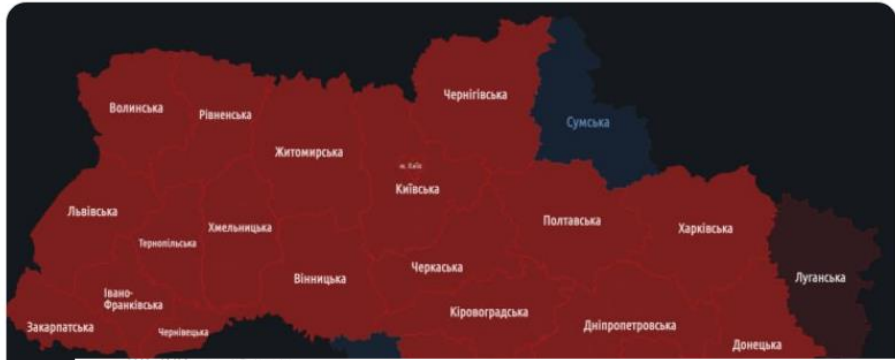 Чернігівська
Волинська
Рівненська
Сумська
Житомирська
м. Київ
Київська
Львівська
Хмельницька
Полтавська
Харківська
Тернопільська
Черкаська
Вінницька
Луганська
Івано-
Франківська
Кіровоградська
Закарпатська
Чернівецька
Дніпропетровська
Донецька